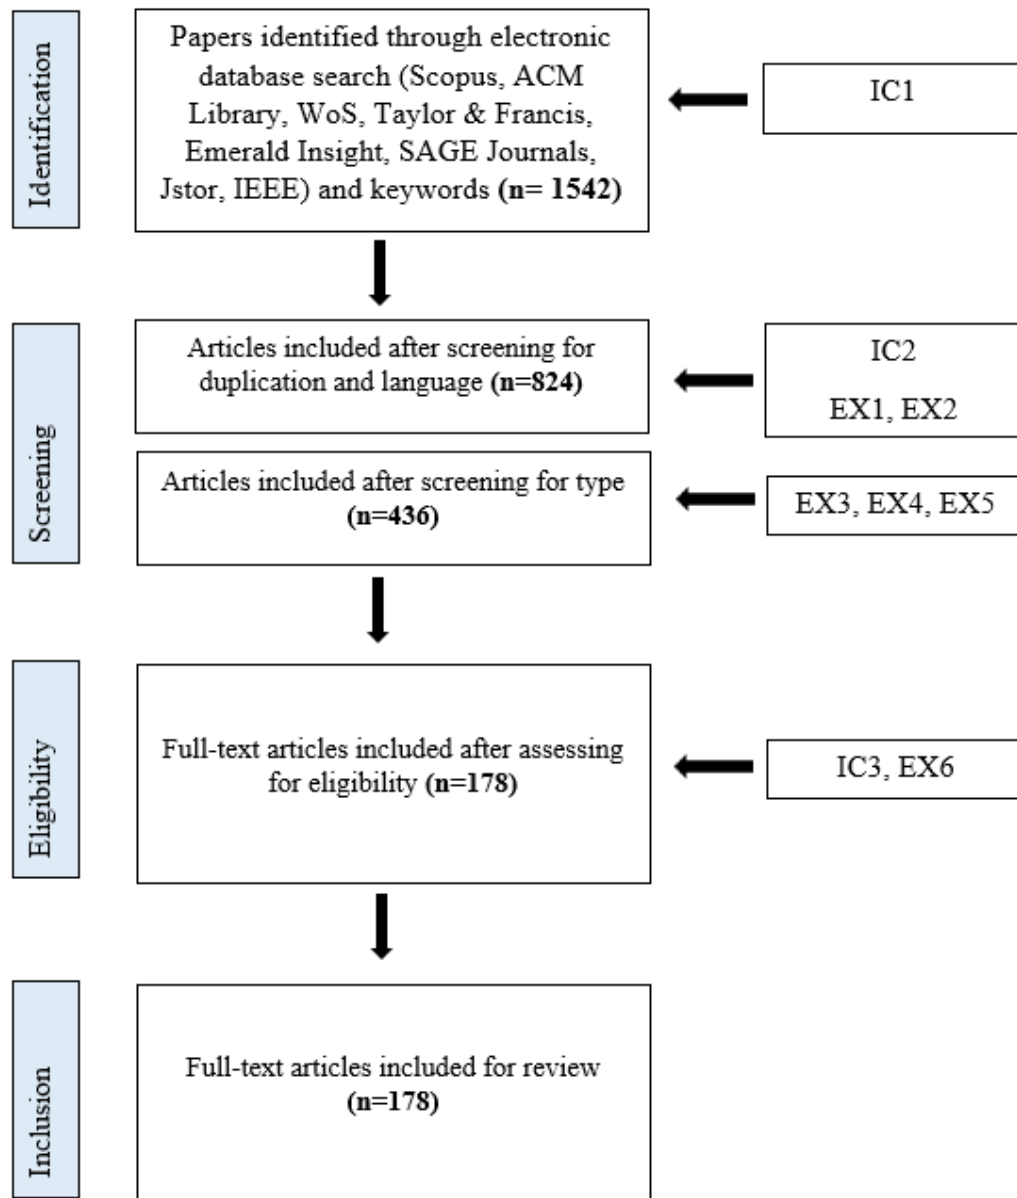 Identification
Papers identified through electronic
database search (Scopus, ACM
Library, WoS, Taylor & Francis,
Emerald Insight, SAGE Journals,
Jstor, IEEE) and keywords (n= 1542)
IC1
Screening
Articles included after screening for
duplication and language (n=824)
IC2
EX1, EX2
Articles included after screening for type
(n=436)
EX3, EX4, EX5
Eligibility
Full-text articles included after assessing
for eligibility (n=178)
IC3, EX6
Inclusion
Full-text articles included for review
(n=178)